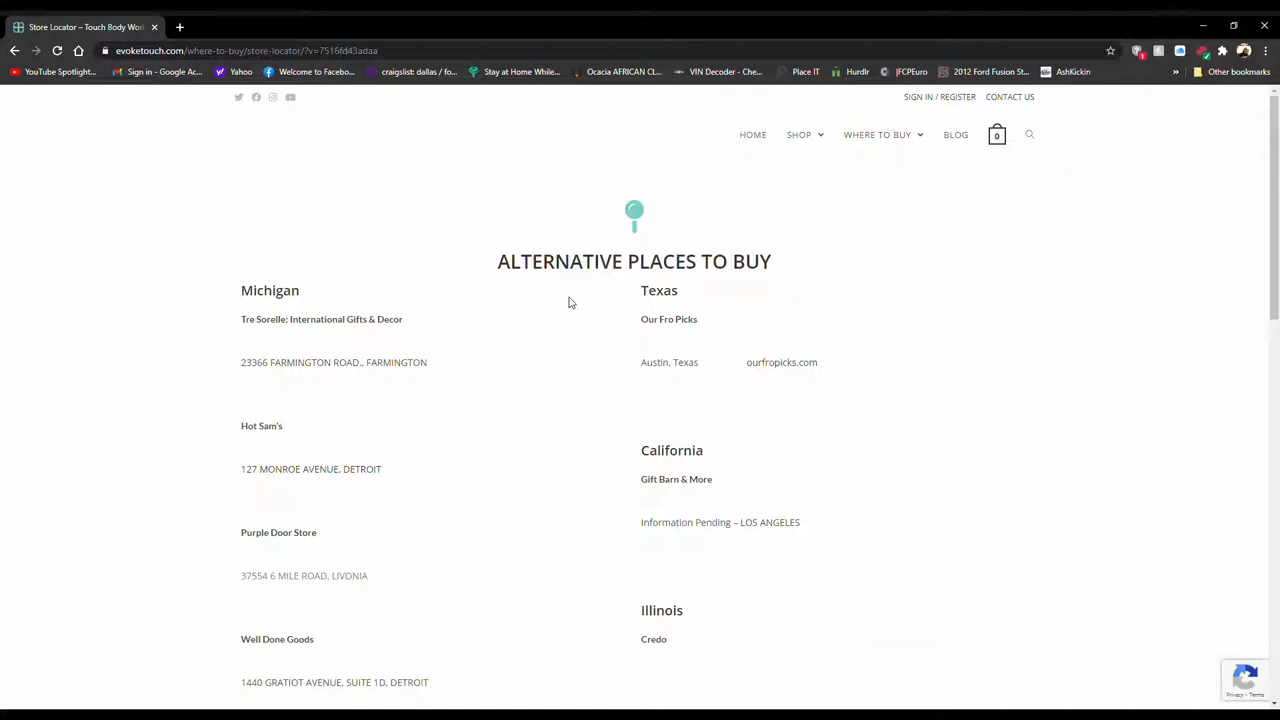 Store Locator – Touch Body Wor
evoketouch.com/where-to-buy/store-locator/?v=7516fd43adaa
YouTube Spotlight...
Sign in - Google Ac...
Yahoo
Welcome to Facebo...
craigslist: dallas / fo...
Stay at Home While...
Ocacia AFRICAN CL...
VIN Decoder - Che...
Place IT
Hurdlr
|FCPEuro
2012 Ford Fusion St...
AshKickin
»
Other bookmarks
SIGN IN / REGISTER CONTACT US
HOME SHOP WHERE TO BUY BLOG 0
ALTERNATIVE PLACES TO BUY
Michigan
Tre Sorelle: International Gifts & Decor
23366 FARMINGTON ROAD., FARMINGTON
Hot Sam's
127 MONROE AVENUE, DETROIT
Purple Door Store
37554 6 MILE ROAD, LIVONIA
Well Done Goods
1440 GRATIOT AVENUE, SUITE 1D, DETROIT
Texas
Our Fro Picks
Austin, Texas ourfropicks.com
California
Gift Barn & More
Information Pending – LOS ANGELES
Illinois
Credo
Privacy - Terms